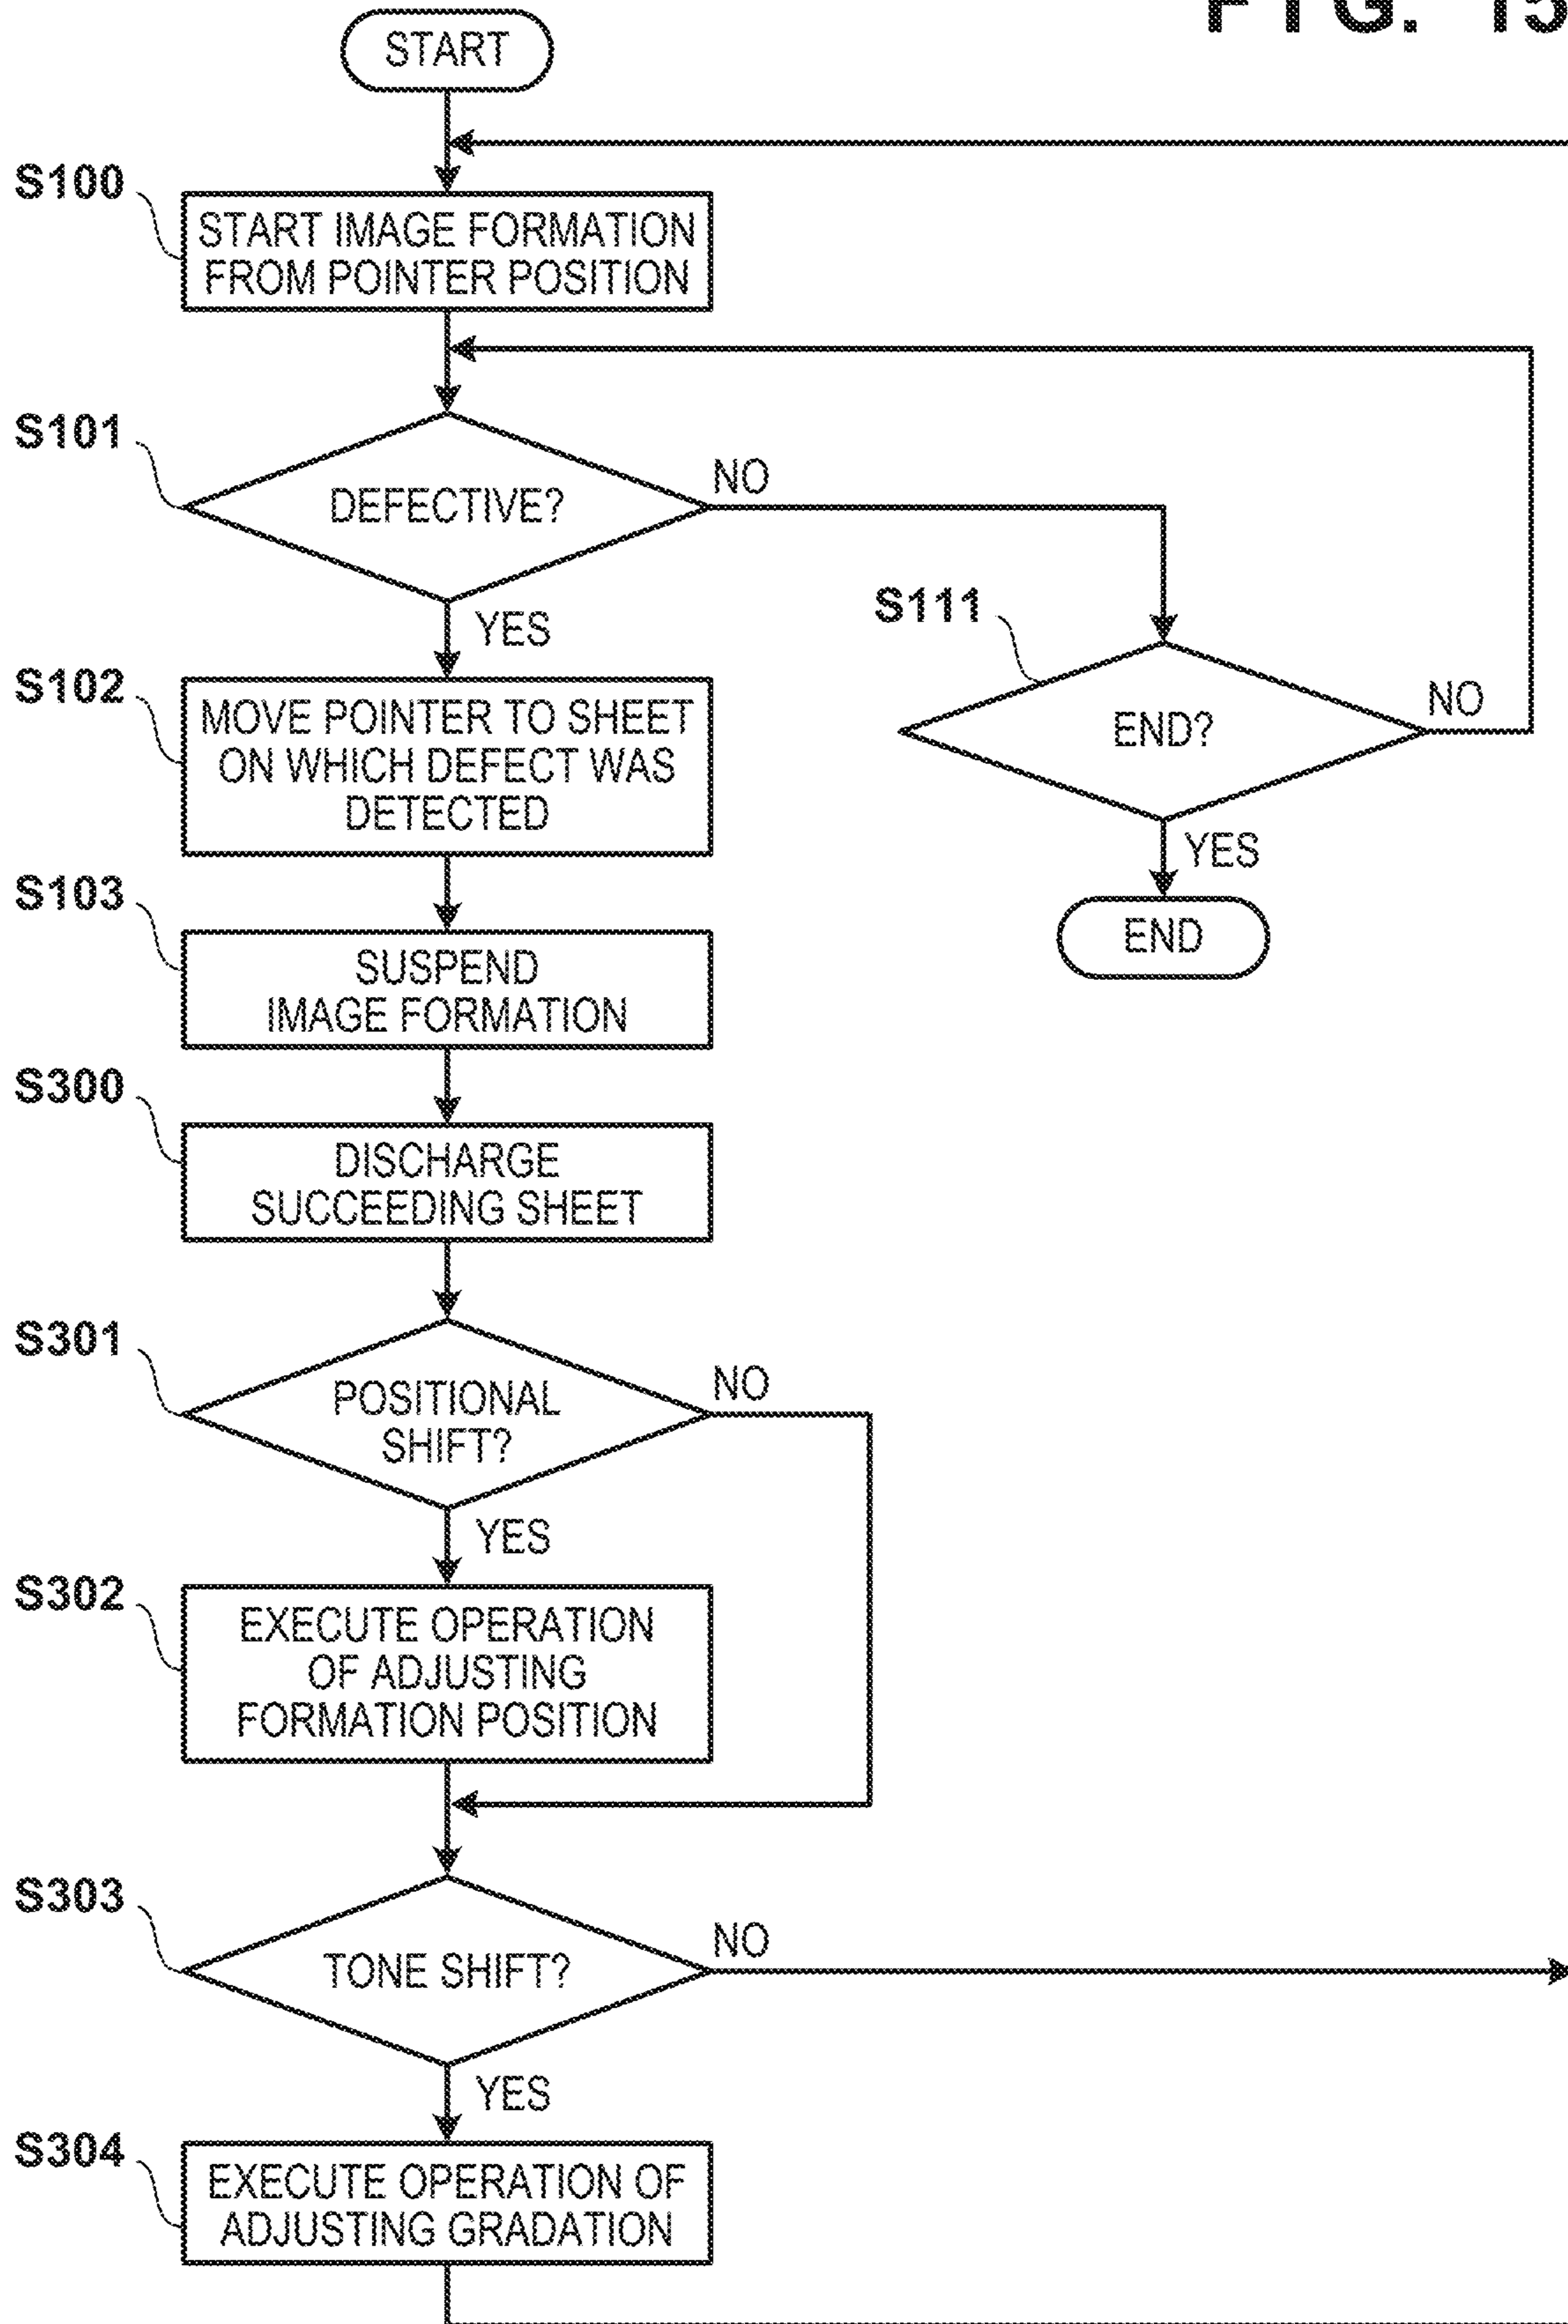 FIG. 15
START
S100
START IMAGE FORMATION
FROM POINTER POSITION
S101
DEFECTIVE?
NO
YES
S111
END?
NO
YES
END
S102
MOVE POINTER TO SHEET
ON WHICH DEFECT WAS
DETECTED
S103
SUSPEND
IMAGE FORMATION
S300
DISCHARGE
SUCCEEDING SHEET
S301
POSITIONAL
SHIFT?
NO
YES
S302
EXECUTE OPERATION
OF ADJUSTING
FORMATION POSITION
S303
TONE SHIFT?
NO
YES
S304
EXECUTE OPERATION OF
ADJUSTING GRADATION